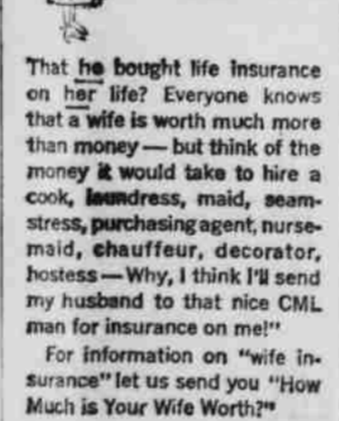 That he bought life insurance
on her life? Everyone knows
that a wife is worth much more
than money — but think of the
money it would take to hire a
cook, laundress, maid, seam-
stress, purchasing agent, nurse-
maid, chauffeur, decorator,
hostess — Why, I think I'll send
my husband to that nice CML
man for insurance on me!"
For information on "wife in-
surance" let us send you "How
Much is Your Wife Worth?"